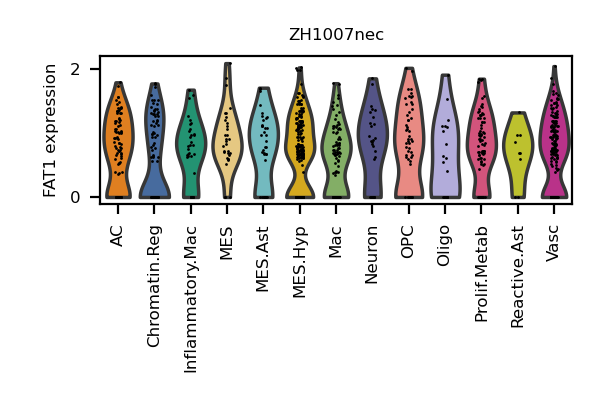 ZH1007nec
FAT1 expression
2
0
AC
Chromatin.Reg
Inflammatory.Mac
MES
MES.Ast
MES.Hyp
Mac
Neuron
OPC
Oligo
Prolif.Metab
Reactive.Ast
Vasc